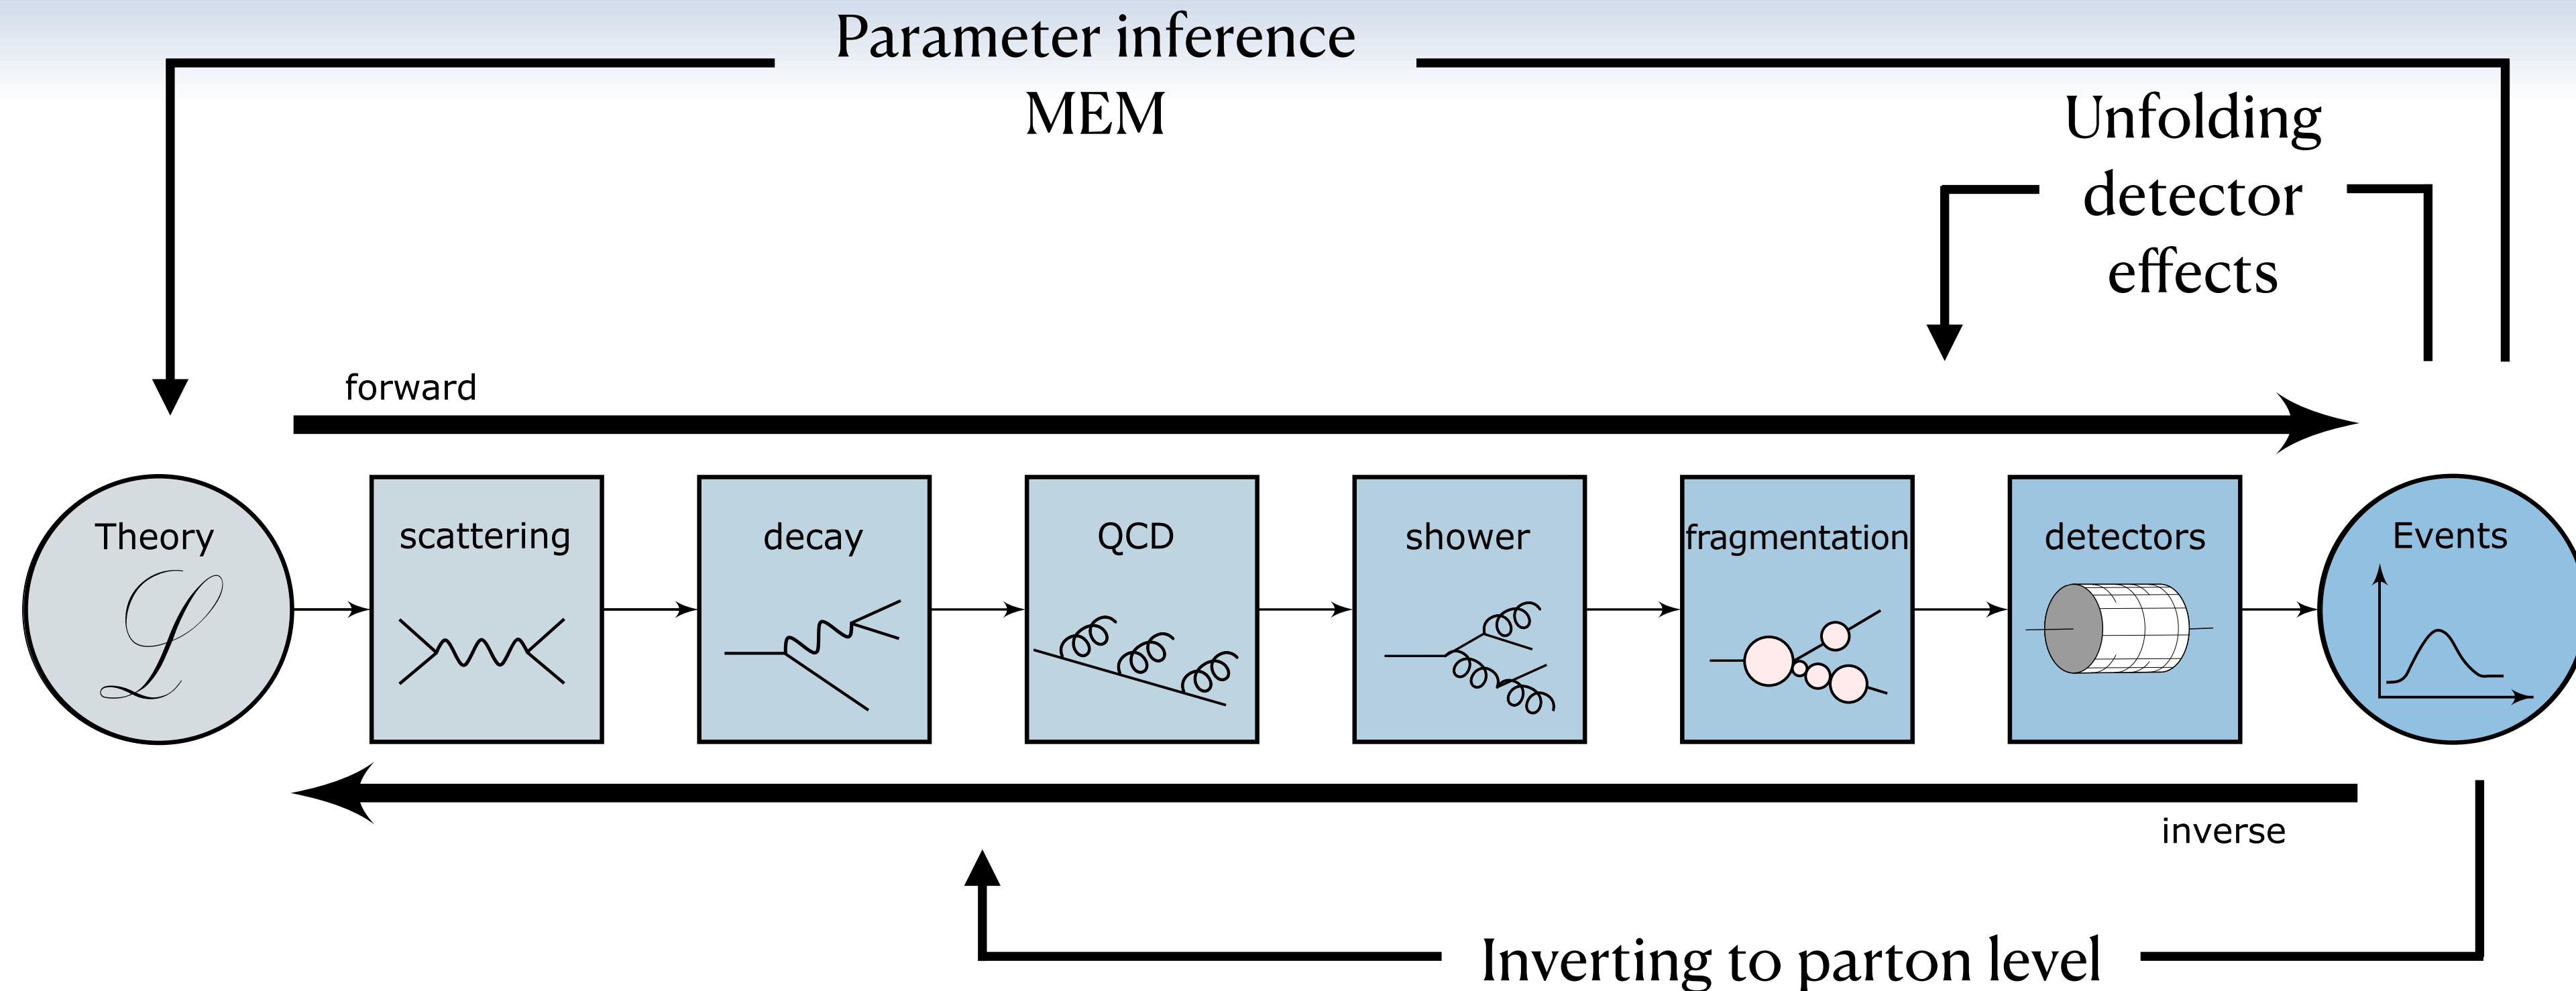 Parameter inference
MEM
Unfolding
detector
effects
forward
Theory
ℒ
scattering
decay
QCD
shower
fragmentation
detectors
Events
inverse
Inverting to parton level